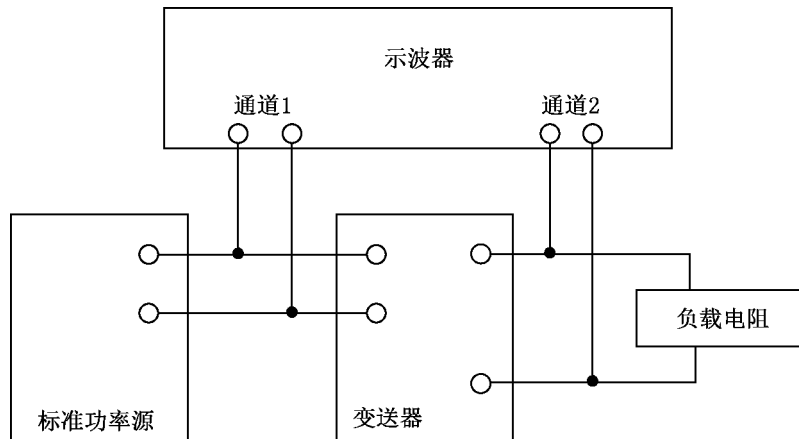 示波器
通道1
通道2
负载电阻
标准功率源
变送器